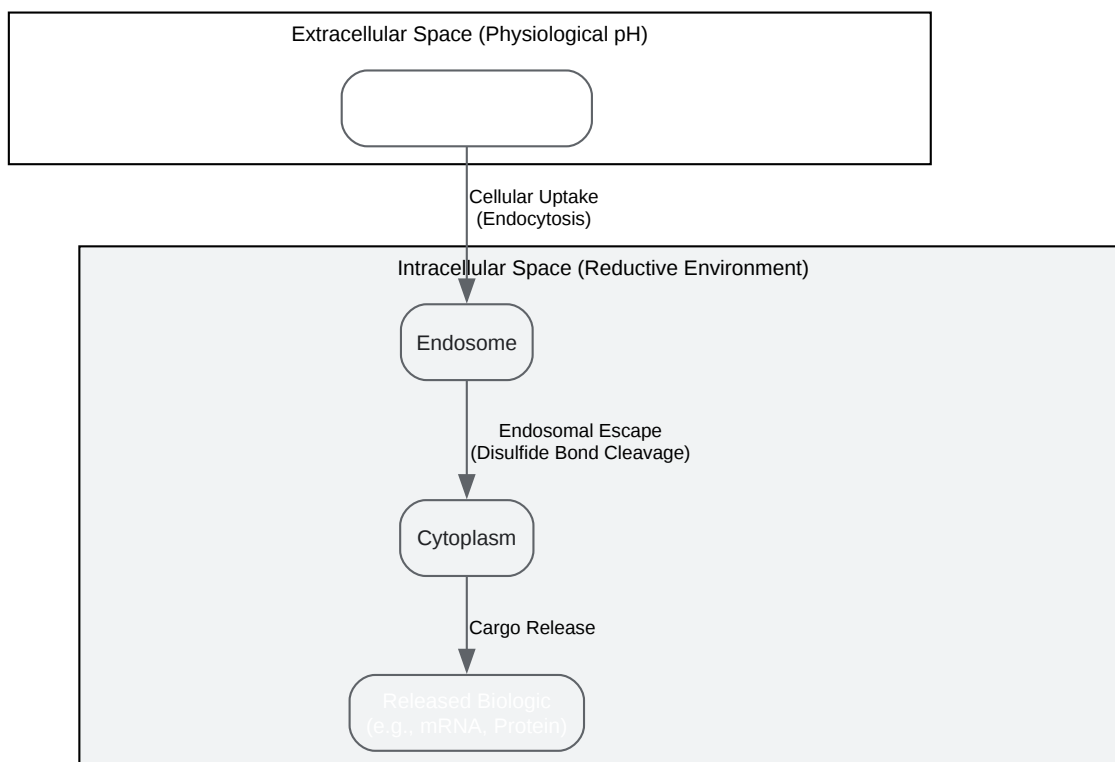 Extracellular Space (Physiological pH)
Cellular Uptake
(Endocytosis)
Intracellular Space (Reductive Environment)
Endosome
Endosomal Escape
(Disulfide Bond Cleavage)
Cytoplasm
Cargo Release
Released Biologic
(e.g., mRNA, Protein)